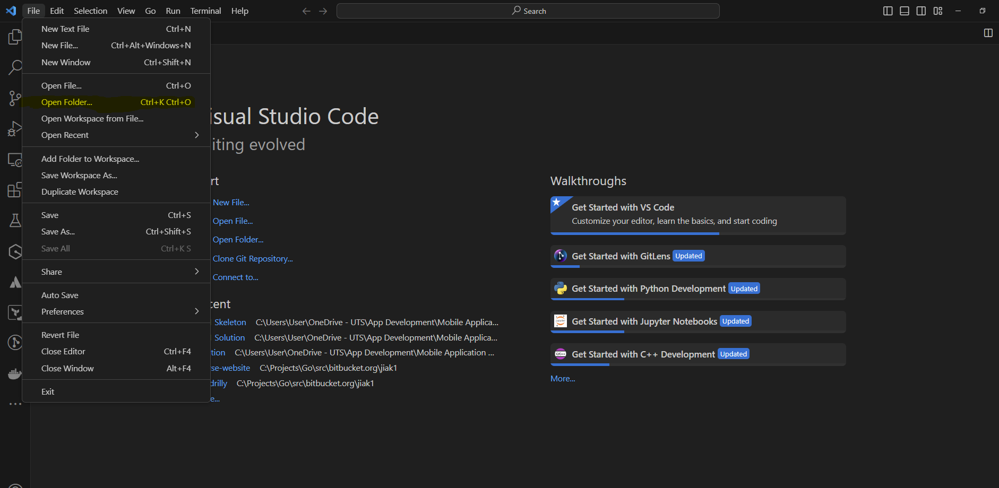 File Edit Selection View Go Run Terminal Help Search
New Text File Ctrl+N
New File... Ctrl+Alt+Windows+N
New Window Ctrl+Shift+N
Open File... Ctrl+O
Open Folder... Ctrl+K Ctrl+O
Open Workspace from File...
Open Recent
Add Folder to Workspace...
Save Workspace As...
Duplicate Workspace
Save Ctrl+S
Save As... Ctrl+Shift+S
Save All Ctrl+K S
Share
Auto Save
Preferences
Revert File
Close Editor Ctrl+F4
Close Window Alt+F4
Exit
isual Studio Code
iting evolved
rt
New File...
Open File...
Open Folder...
Clone Git Repository...
Connect to...
cent
Skeleton C:\Users\User\OneDrive - UTS\App Development\Mobile Applica...
Solution C:\Users\User\OneDrive - UTS\App Development\Mobile Applica...
tion C:\Users\User\OneDrive - UTS\App Development\Mobile Application ...
se-website C:\Projects\Go\src\bitbucket.org\jiak1
drilly C:\Projects\Go\src\bitbucket.org\jiak1
e...
Walkthroughs
Get Started with VS Code
Customize your editor, learn the basics, and start coding
Get Started with GitLens Updated
Get Started with Python Development Updated
jupyter Get Started with Jupyter Notebooks Updated
C/C++ Get Started with C++ Development Updated
More...